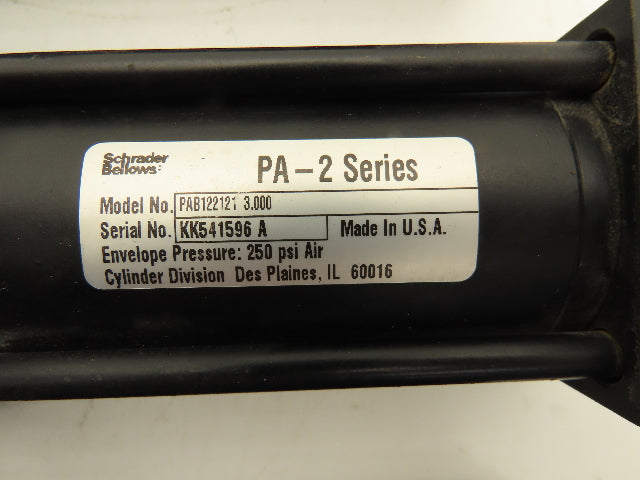 Schrader
Bellows
PA-2 Series
Model No. PAB122121 3.000
Serial No. KK541596 A Made In U.S.A.
Envelope Pressure: 250 psi Air
Cylinder Division Des Plaines, IL 60016